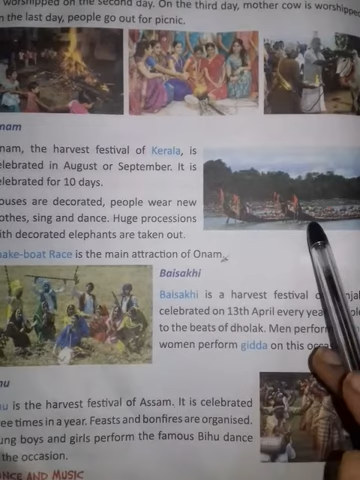 worshipped on the second day. On the third day, mother cow is worshipped
the last day, people go out for picnic.
nam
nam, the harvest festival of Kerala, is
elebrated in August or September. It is
elebrated for 10 days.
ouses are decorated, people wear new
othes, sing and dance. Huge processions
ith decorated elephants are taken out.
nake-boat Race is the main attraction of Onam.
Baisakhi
Baisakhi is a harvest festival
celebrated on 13th April every yea
to the beats of dholak. Men perform
women perform gidda on this
hu
hu is the harvest festival of Assam. It is celebrated
ree times in a year. Feasts and bonfires are organised.
ung boys and girls perform the famous Bihu dance
the occasion.
NCE AND MUSIC